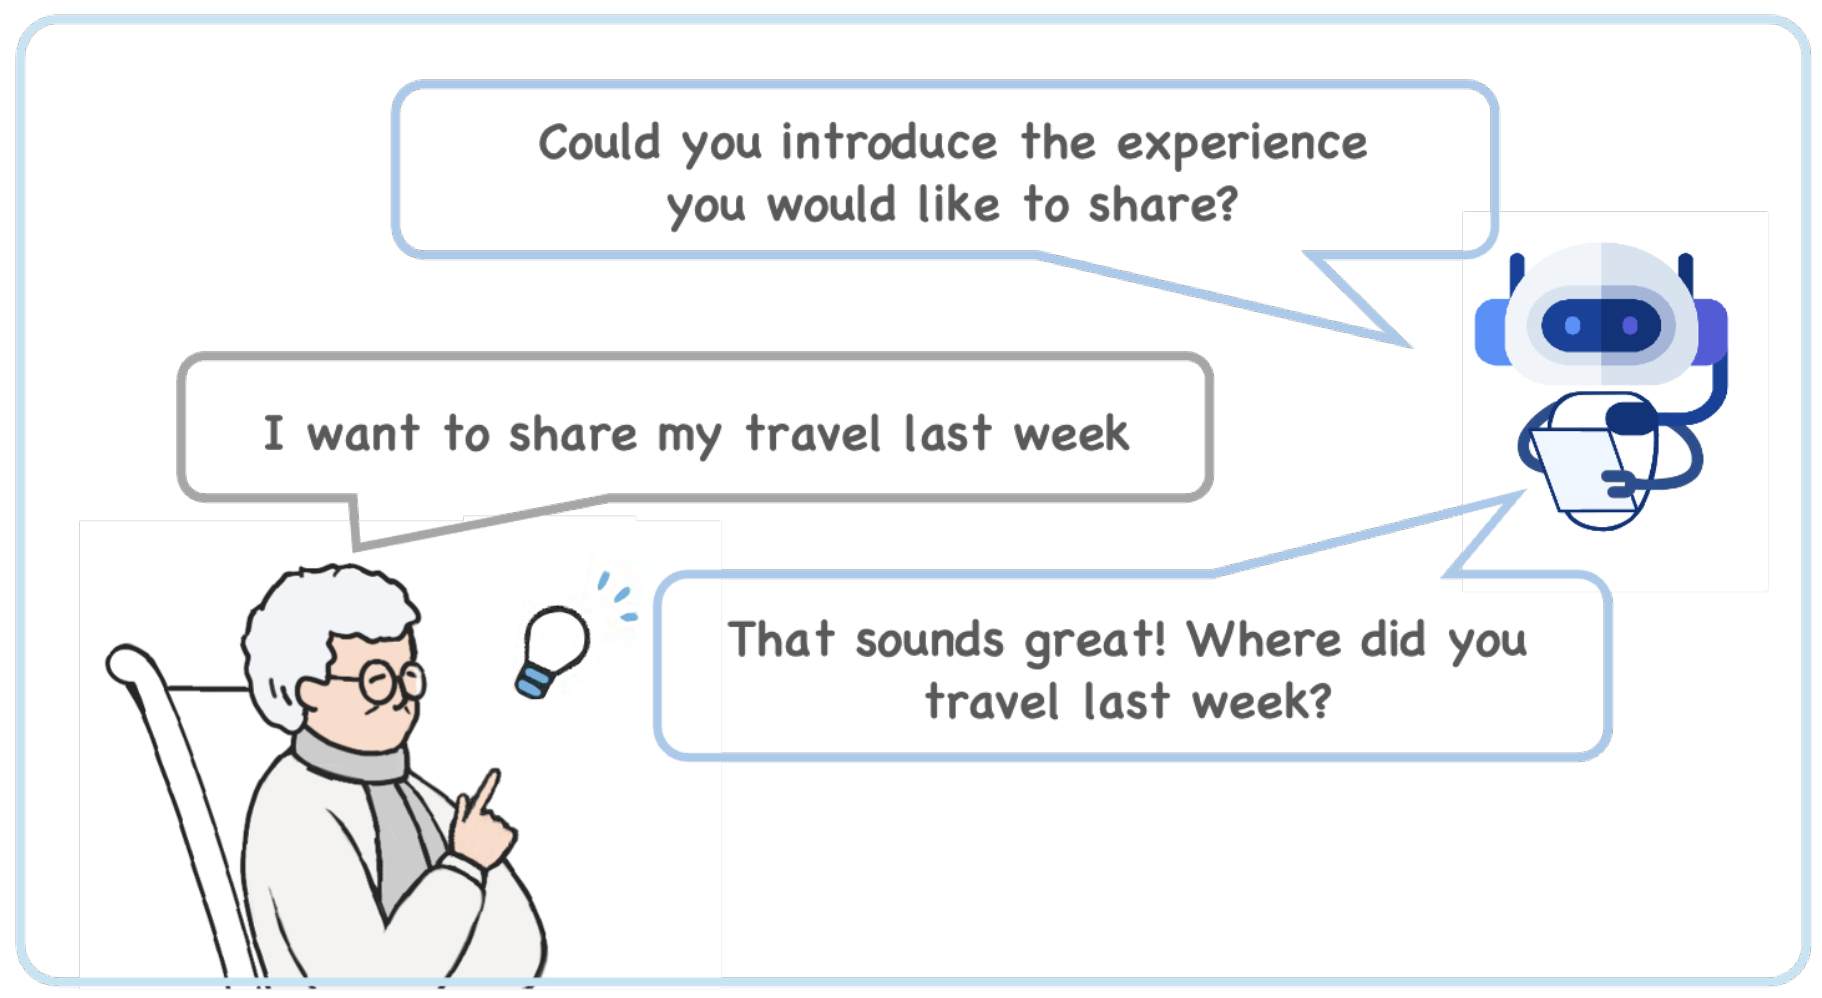 Could you introduce the experience
you would like to share?
I want to share my travel last week
That sounds great! Where did you
travel last week?